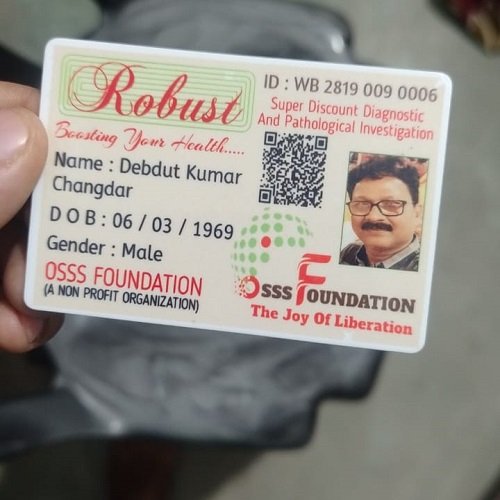 Robust
Boosting Your Health.....
ID : WB 2819 009 0006
Super Discount Diagnostic
And Pathological Investigation
Name : Debdut Kumar
Changdar
D O B : 06 / 03 / 1969
Gender : Male
OSSS FOUNDATION
(A NON PROFIT ORGANIZATION)
OSSS FOUNDATION
The Joy Of Liberation